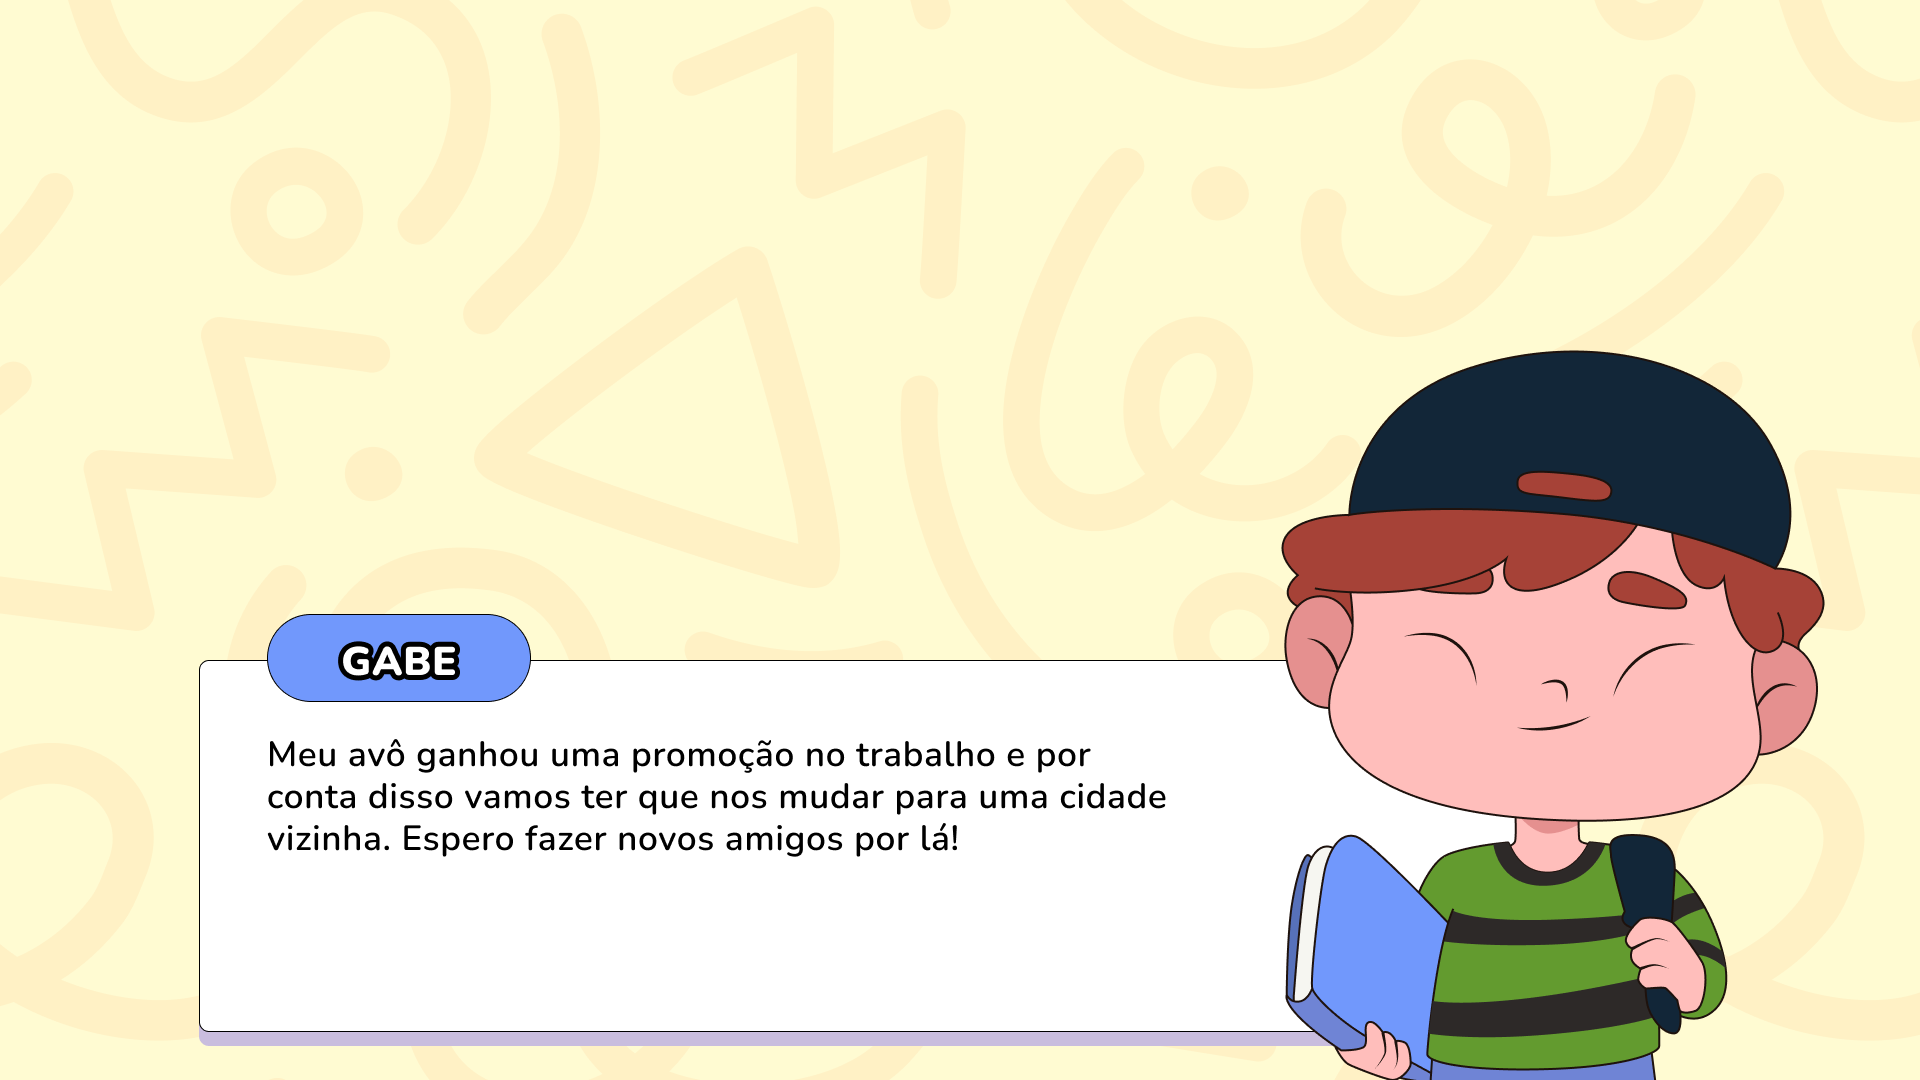 GABE
Meu avô ganhou uma promoção no trabalho e por
conta disso vamos ter que nos mudar para uma cidade
vizinha. Espero fazer novos amigos por lá!